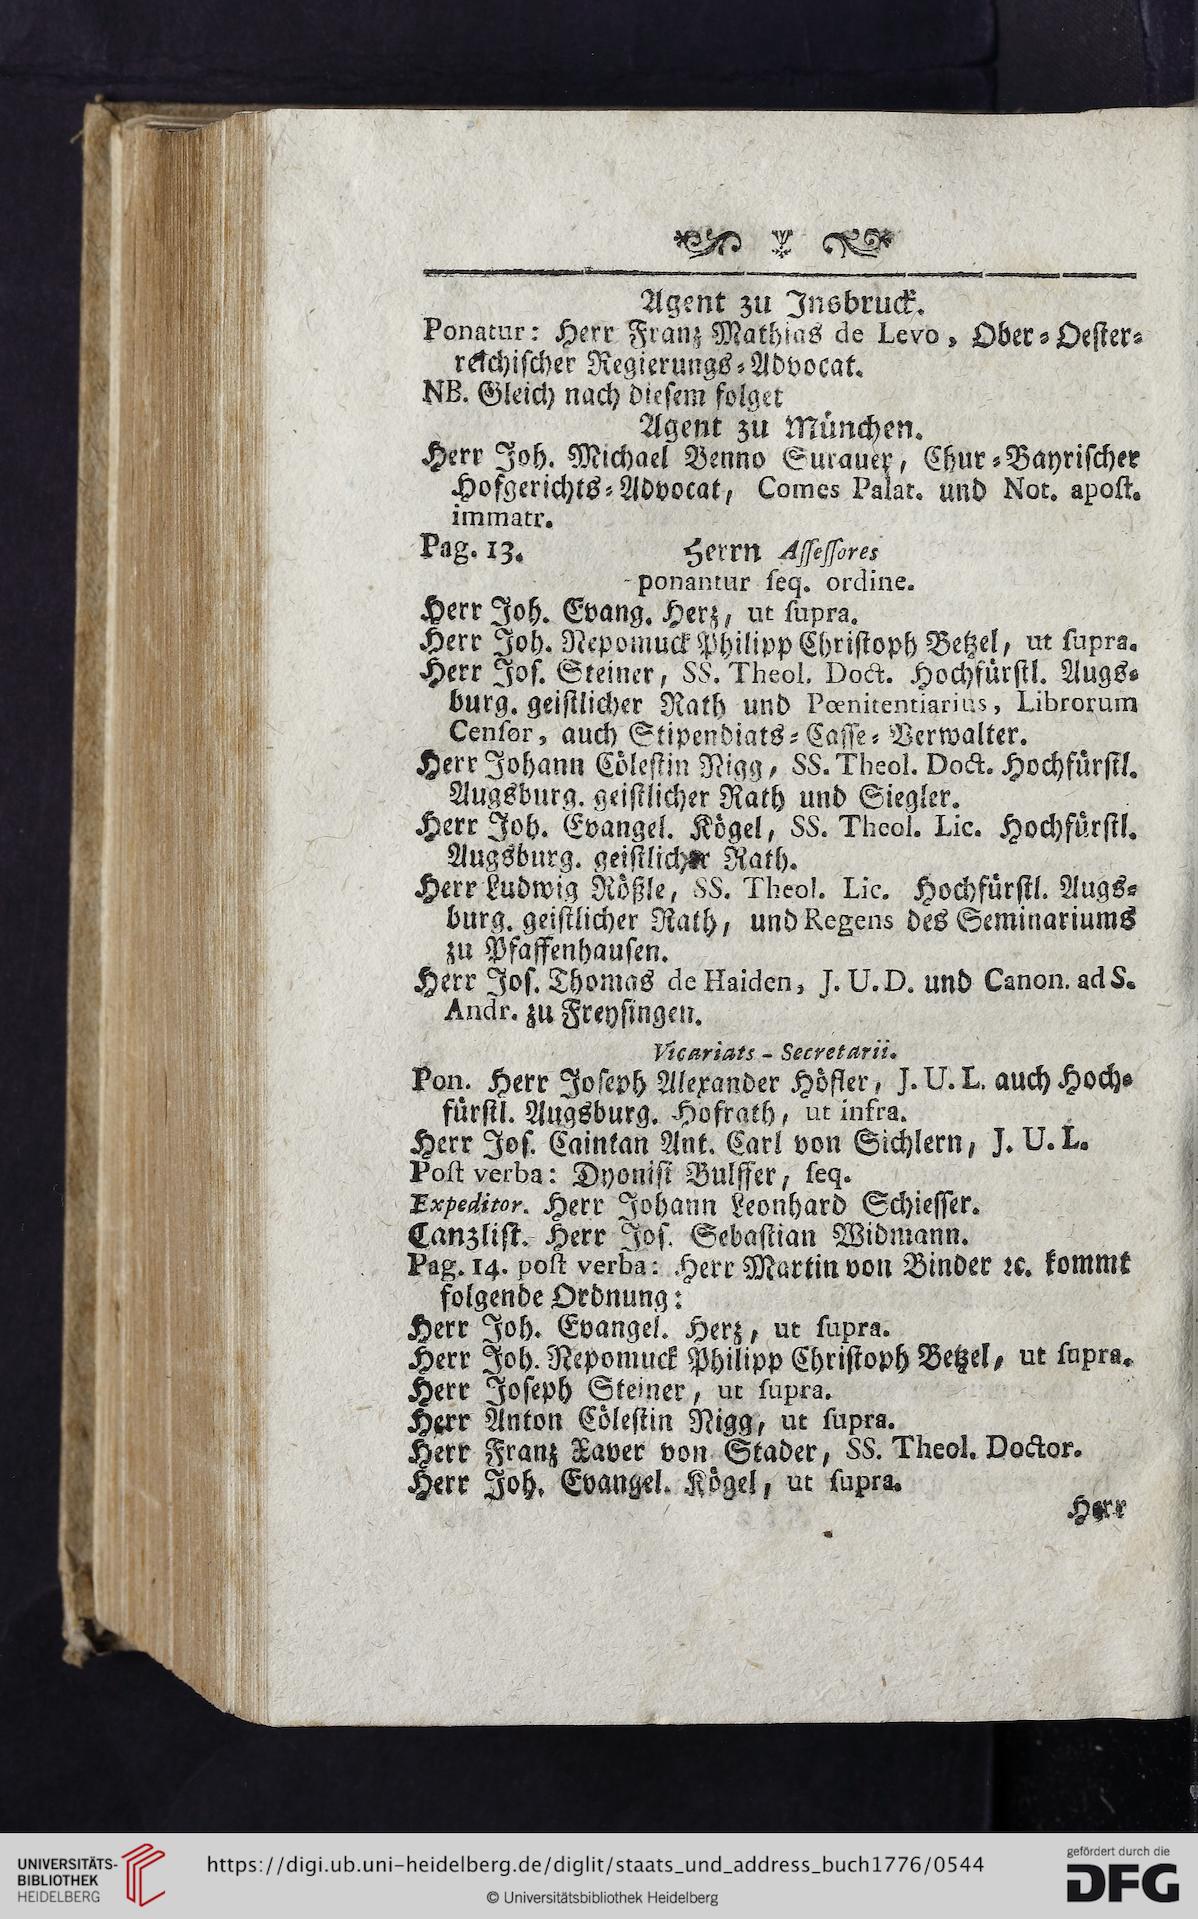 Agent zu Insbruck.
Ponatur: Herr Franz Mathias de Levo, Ober-Oester-
reichischer Regierungs-Advocat.
NB. Gleich nach diesem folget
Agent zu München.
Herr Joh. Michael Benno Surauer, Chur-Bayrischer
Hofgerichts-Advocat, Comes Palat. und Not. apost.
immatr.
Pag. 13. Herrn Assessores
ponantur seq. ordine.
Herr Joh. Evang. Herz, ut supra.
Herr Joh. Nepomuck Philipp Christoph Betzel, ut supra.
Herr Jos. Steiner, SS. Theol. Doct. Hochfürstl. Augs-
burg. geistlicher Rath und Pœnitentiarius, Librorum
Censor, auch Stipendiats-Casse-Verwalter.
Herr Johann Cölestin Nigg, SS. Theol. Doct. Hochfürstl.
Augsburg. geistlicher Rath und Siegler.
Herr Joh. Evangel. Kögel, SS. Theol. Lic. Hochfürstl.
Augsburg. geistlicher Rath.
Herr Ludwig Rößle, SS. Theol. Lic. Hochfürstl. Augs-
burg. geistlicher Rath, und Regens des Seminariums
zu Pfaffenhausen.
Herr Jos. Thomas de Haiden, J. U. D. und Canon. ad S.
Andr. zu Freysingen.
Vicariats - Secretarii.
Pon. Herr Joseph Alexander Höfler, J. U. L. auch Hoch-
fürstl. Augsburg. Hofrath, ut infra.
Herr Jos. Caintan Ant. Carl von Sichlern, J. U. L.
Post verba: Dyonisi Bulffer, seq.
Expeditor. Herr Johann Leonhard Schiesser.
Canzlist. Herr Jos. Sebastian Widmann.
Pag. 14. post verba: Herr Martin von Binder ꝛc. kommt
folgende Ordnung:
Herr Joh. Evangel. Herz, ut supra.
Herr Joh. Nepomuck Philipp Christoph Betzel, ut supra.
Herr Joseph Steiner, ut supra.
Herr Anton Cölestin Nigg, ut supra.
Herr Franz Xaver von Stader, SS. Theol. Doctor.
Herr Joh. Evangel. Kögel, ut supra.
Herr
UNIVERSITÄTS-
BIBLIOTHEK
HEIDELBERG
https://digi.ub.uni-heidelberg.de/diglit/staats_und_address_buch1776/0544
© Universitätsbibliothek Heidelberg
gefördert durch die
DFG